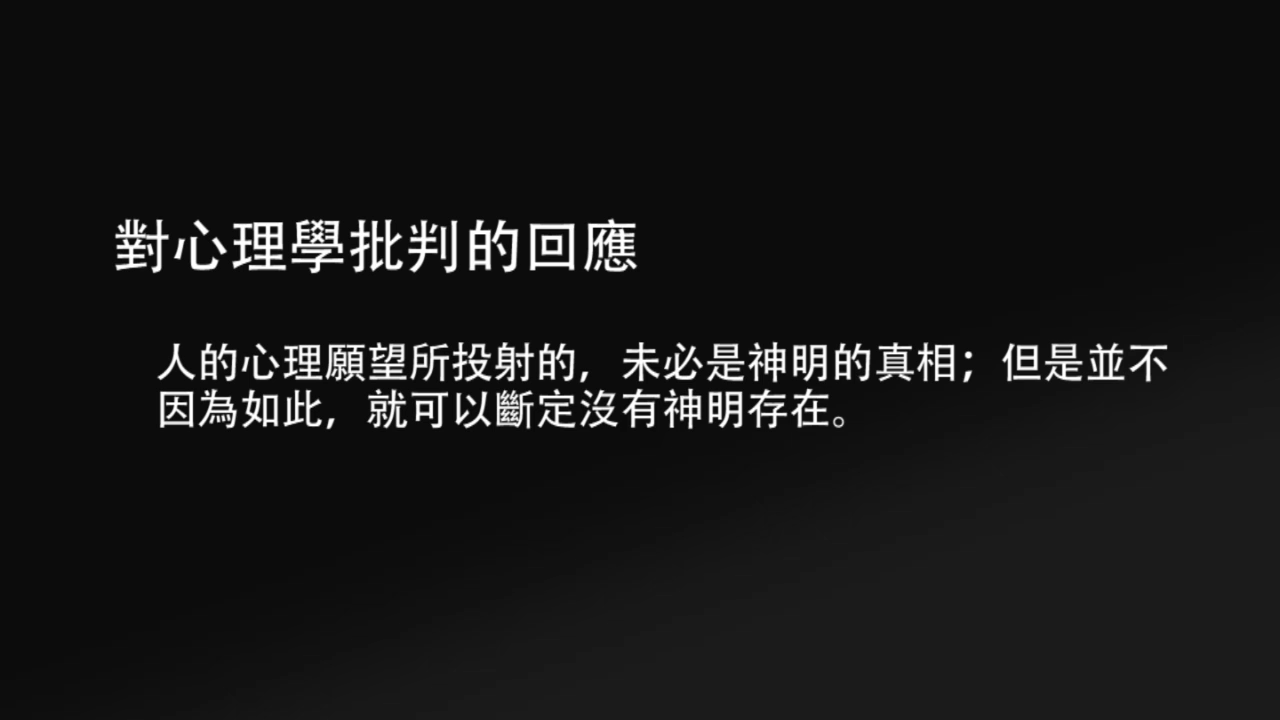 對心理學批判的回應
人的心理願望所投射的，未必是神明的真相；但是並不
因為如此，就可以斷定沒有神明存在。